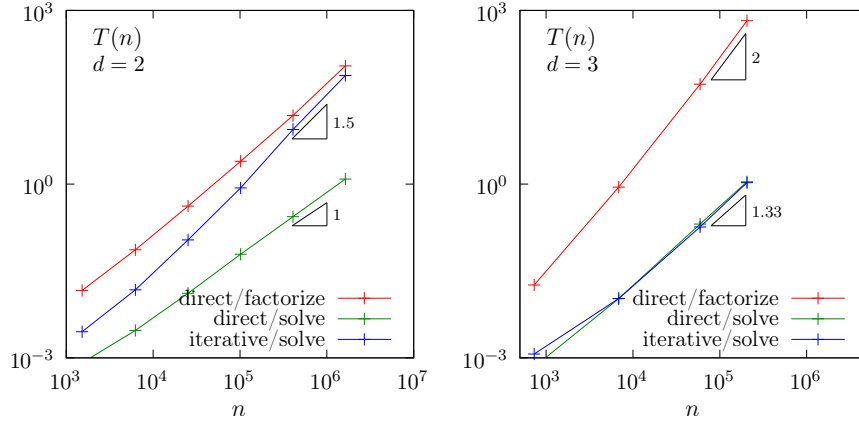 10^3
T(n)
d = 2
1.5
10^0
1
direct/factorize
direct/solve
iterative/solve
10^{-3}
10^3 10^4 10^5 10^6 10^7
n
10^3
T(n)
d = 3
2
10^0
1.33
direct/factorize
direct/solve
iterative/solve
10^{-3}
10^3 10^4 10^5 10^6
n